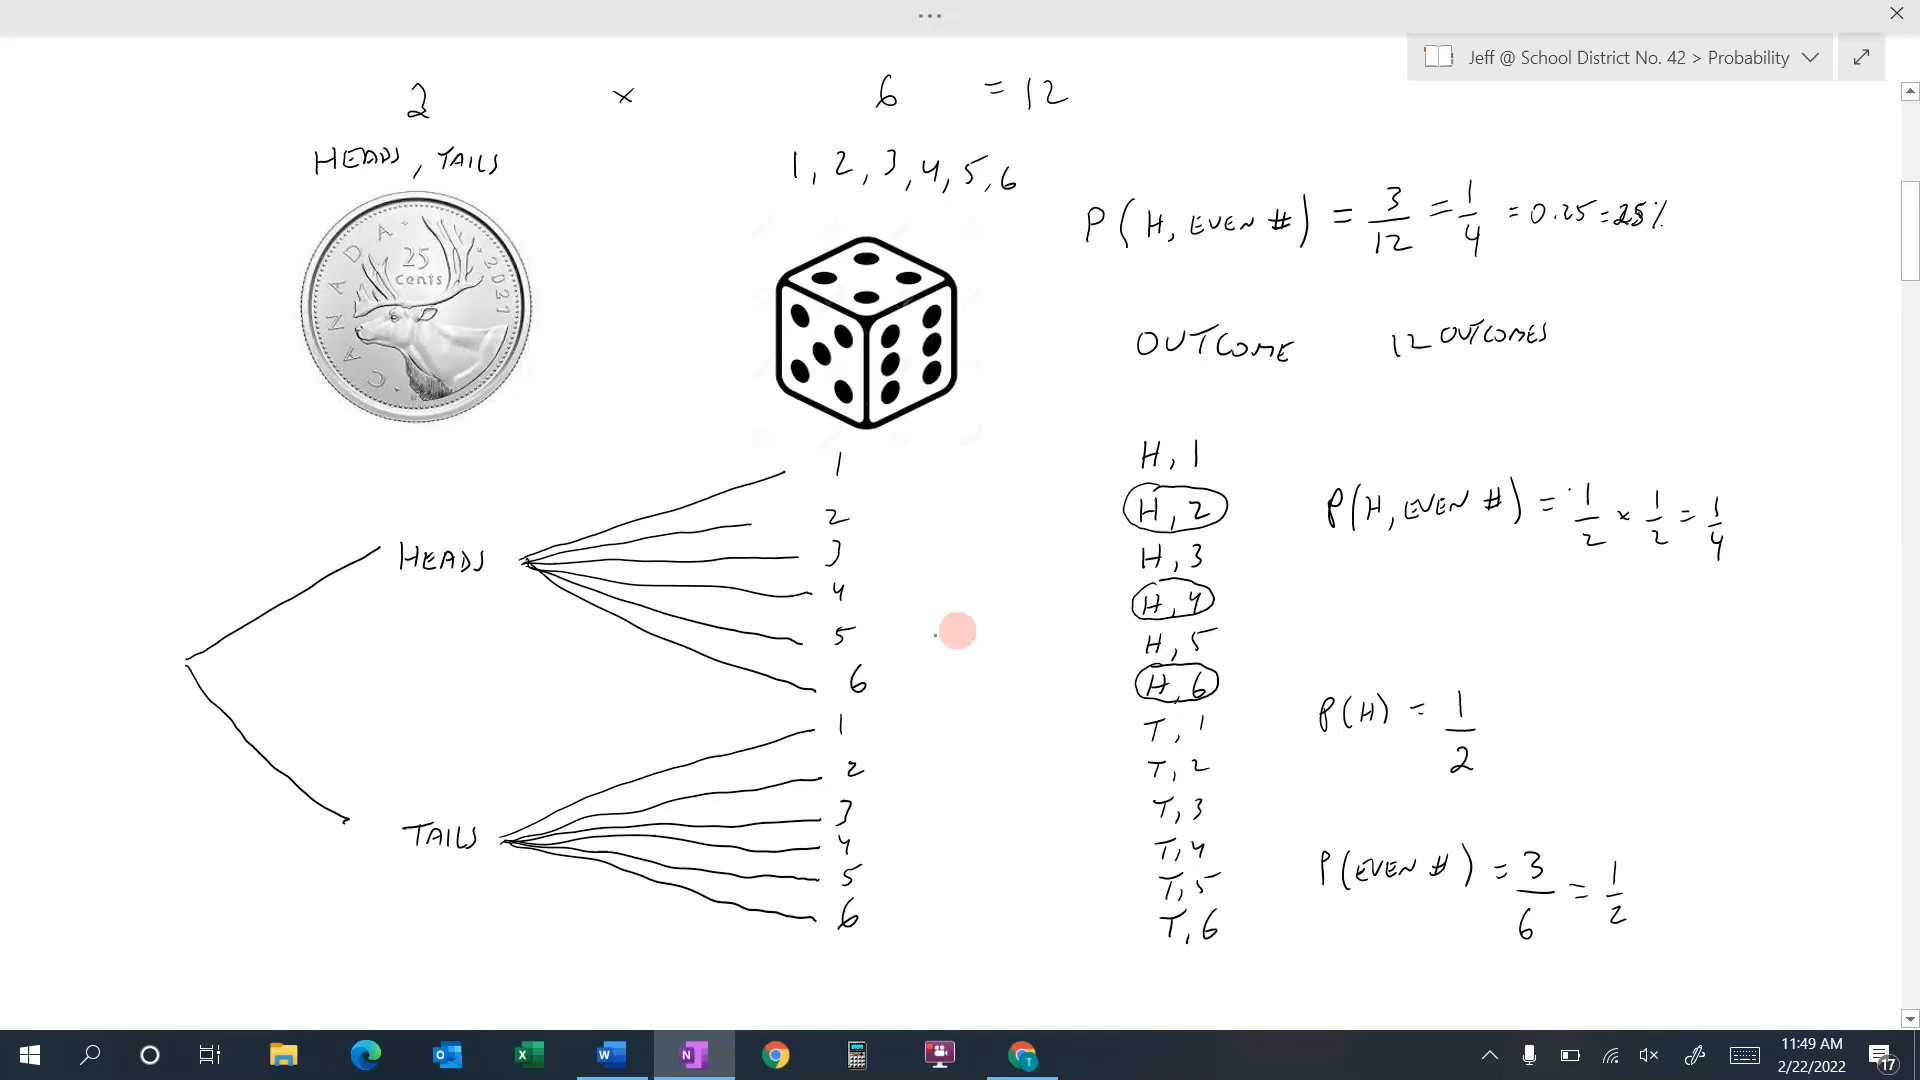 Jeff @ School District No. 42 > Probability
2 × 6 = 12
HEADS, TAILS
1, 2, 3, 4, 5, 6
P(H, EVEN #) = 3/12 = 1/4 = 0.25 = 25%
CANADA 25 cents 2021
OUTCOME 12 OUTCOMES
HEADS
1
2
3
4
5
6
TAILS
1
2
3
4
5
6
H, 1
H, 2
H, 3
H, 4
H, 5
H, 6
T, 1
T, 2
T, 3
T, 4
T, 5
T, 6
P(H, EVEN #) = 1/2 × 1/2 = 1/4
P(H) = 1/2
P(EVEN #) = 3/6 = 1/2
11:49 AM
2/22/2022
17